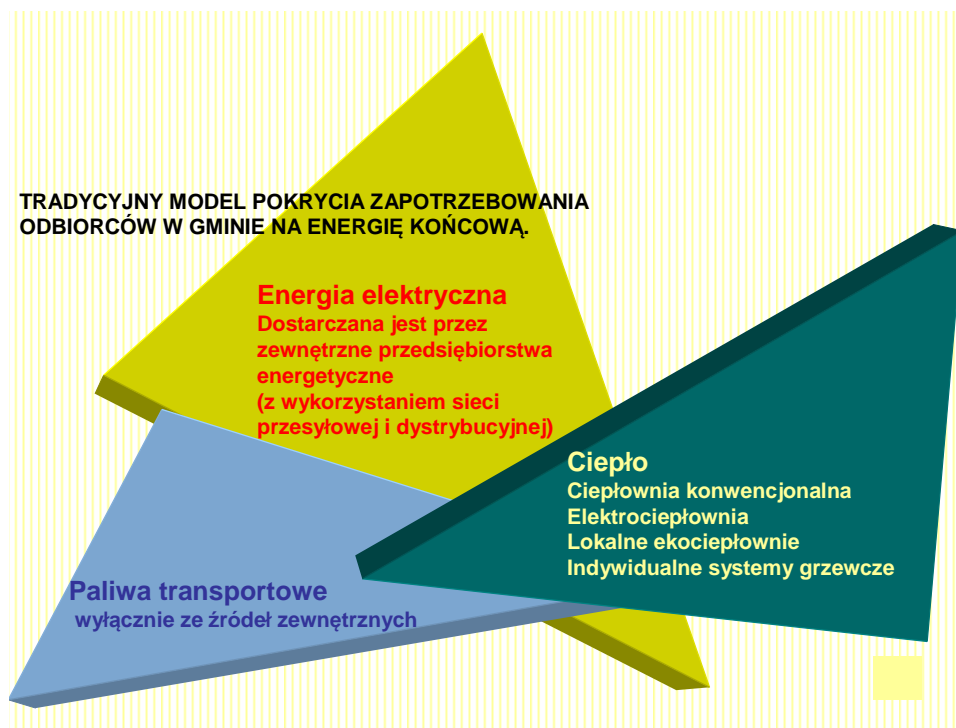 TRADYCYJNY MODEL POKRYCIA ZAPOTRZEBOWANIA
ODBIORCÓW W GMINIE NA ENERGIĘ KOŃCOWĄ.
Energia elektryczna
Dostarczana jest przez
zewnętrzne przedsiębiorstwa
energetyczne
(z wykorzystaniem sieci
przesyłowej i dystrybucyjnej)
Ciepło
Ciepłownia konwencjonalna
Elektrociepłownia
Lokalne ekociepłownie
Indywidualne systemy grzewcze
Paliwa transportowe
wyłącznie ze źródeł zewnętrznych